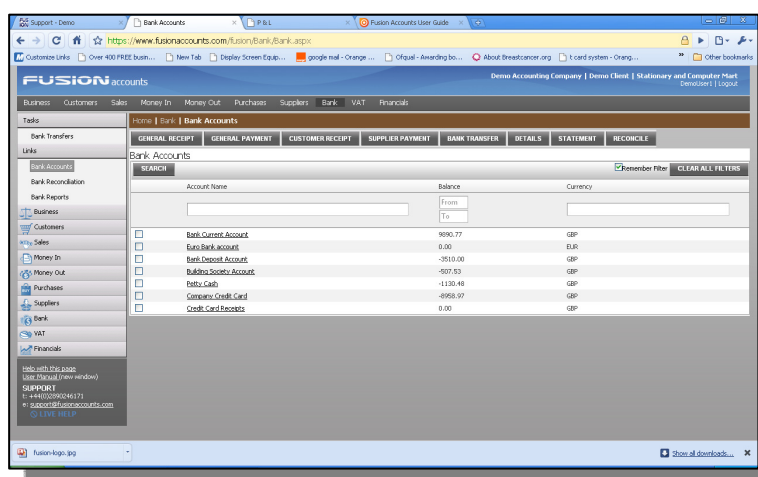 Support - Demo
Bank Accounts
P & L
Fusion Accounts User Guide
https://www.fusionaccounts.com/fusion/Bank/Bank.aspx
Customize Links Over 400 FREE busin... New Tab Display Screen Equip... google mail - Orange ... Ofqual - Awarding bo... About Breastcancer.org t card system - Orang... » Other bookmarks
FUSION accounts
Demo Accounting Company | Demo Client | Stationary and Computer Mart
DemoUser1 | Logout
Business Customers Sales Money In Money Out Purchases Suppliers Bank VAT Financials
Tasks
Home | Bank | Bank Accounts
Bank Transfers
GENERAL RECEIPT GENERAL PAYMENT CUSTOMER RECEIPT SUPPLIER PAYMENT BANK TRANSFER DETAILS STATEMENT RECONCILE
Links
Bank Accounts
Bank Reconciliation
Bank Reports
Business
Customers
Sales
Money In
Money Out
Purchases
Suppliers
Bank
VAT
Financials
Bank Accounts
SEARCH Remember Filter CLEAR ALL FILTERS
Account Name Balance Currency
From
To
Bank Current Account 9890.77 GBP
Euro Bank account 0.00 EUR
Bank Deposit Account -3510.00 GBP
Building Society Account -507.53 GBP
Petty Cash -1130.48 GBP
Company Credit Card -8958.97 GBP
Credit Card Receipts 0.00 GBP
Help with this page
User Manual (new window)
SUPPORT
t: +44(0)2890246171
e: support@fusionaccounts.com
LIVE HELP
fusion-logo.jpg
Show all downloads...